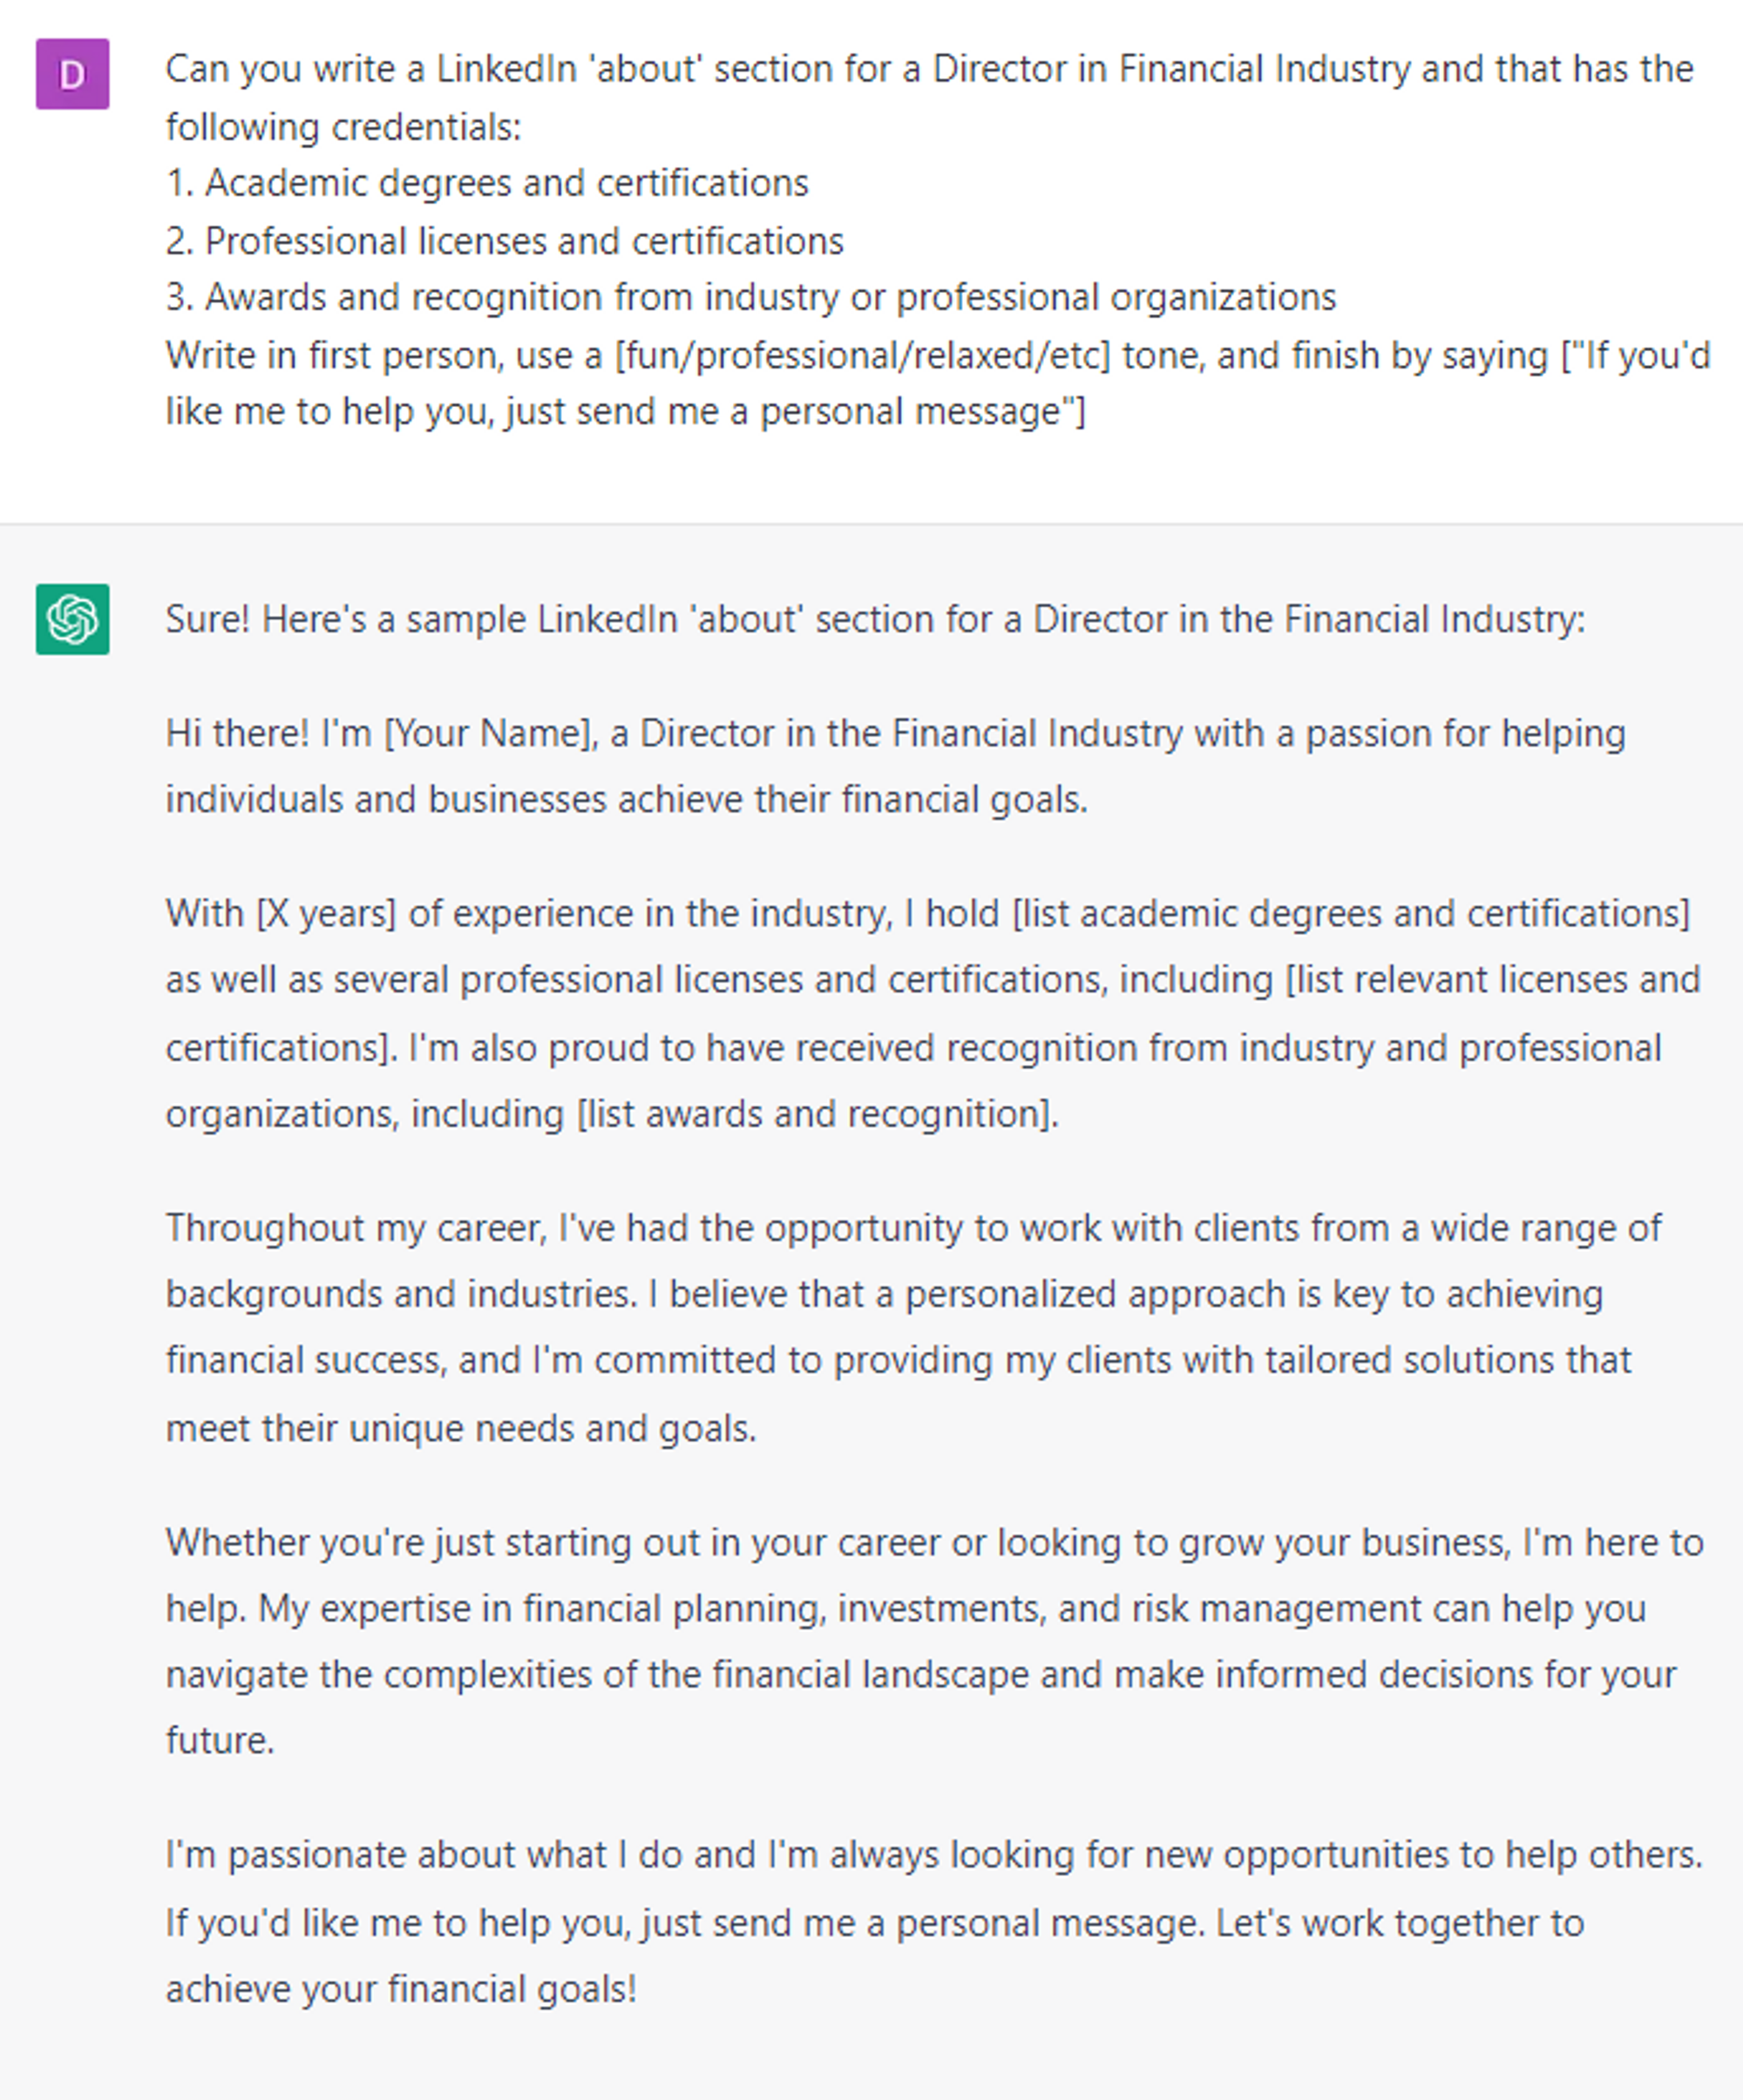 D
Can you write a LinkedIn 'about' section for a Director in Financial Industry and that has the
following credentials:
1. Academic degrees and certifications
2. Professional licenses and certifications
3. Awards and recognition from industry or professional organizations
Write in first person, use a [fun/professional/relaxed/etc] tone, and finish by saying ["If you'd
like me to help you, just send me a personal message"]
Sure! Here's a sample LinkedIn 'about' section for a Director in the Financial Industry:
Hi there! I'm [Your Name], a Director in the Financial Industry with a passion for helping
individuals and businesses achieve their financial goals.
With [X years] of experience in the industry, I hold [list academic degrees and certifications]
as well as several professional licenses and certifications, including [list relevant licenses and
certifications]. I'm also proud to have received recognition from industry and professional
organizations, including [list awards and recognition].
Throughout my career, I've had the opportunity to work with clients from a wide range of
backgrounds and industries. I believe that a personalized approach is key to achieving
financial success, and I'm committed to providing my clients with tailored solutions that
meet their unique needs and goals.
Whether you're just starting out in your career or looking to grow your business, I'm here to
help. My expertise in financial planning, investments, and risk management can help you
navigate the complexities of the financial landscape and make informed decisions for your
future.
I'm passionate about what I do and I'm always looking for new opportunities to help others.
If you'd like me to help you, just send me a personal message. Let's work together to
achieve your financial goals!